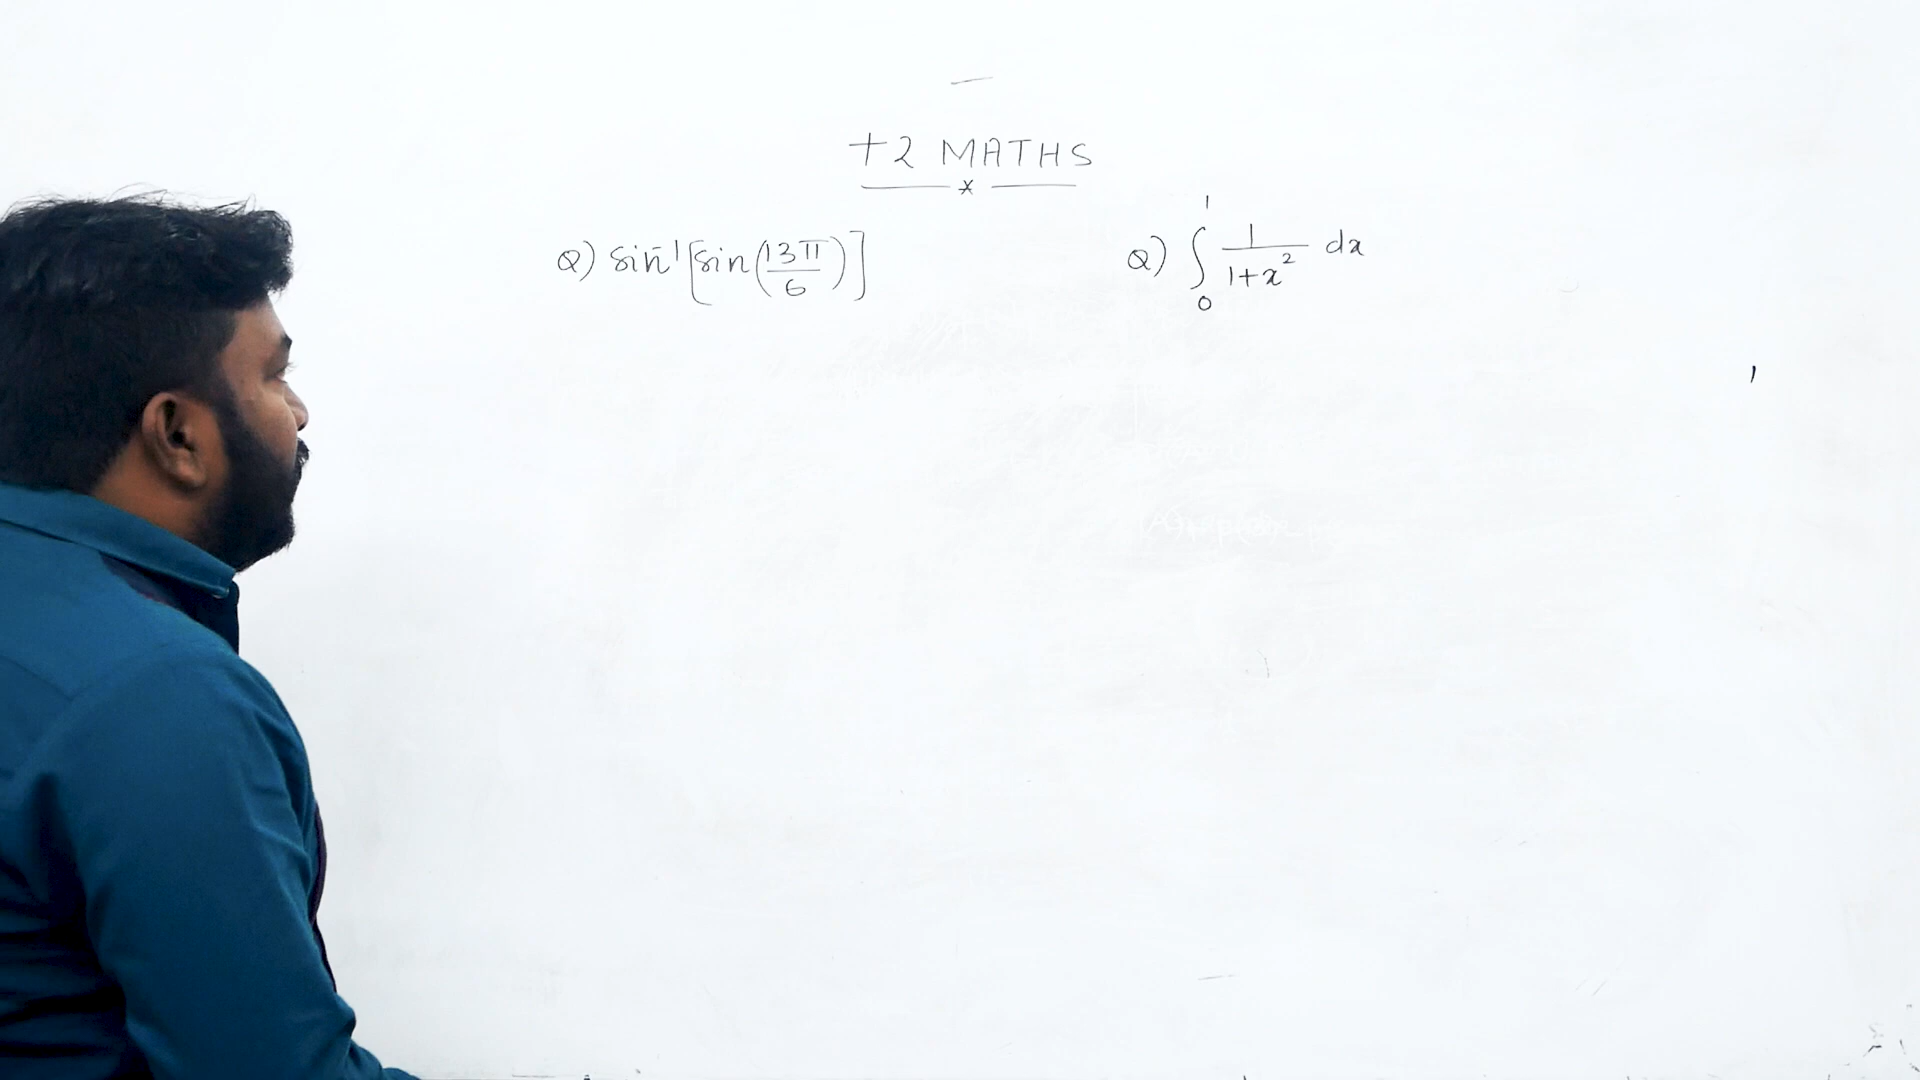 +2 MATHS
Q) sin⁻¹[sin(13π/6)]
Q) ∫₀¹ 1/(1+x²) dx